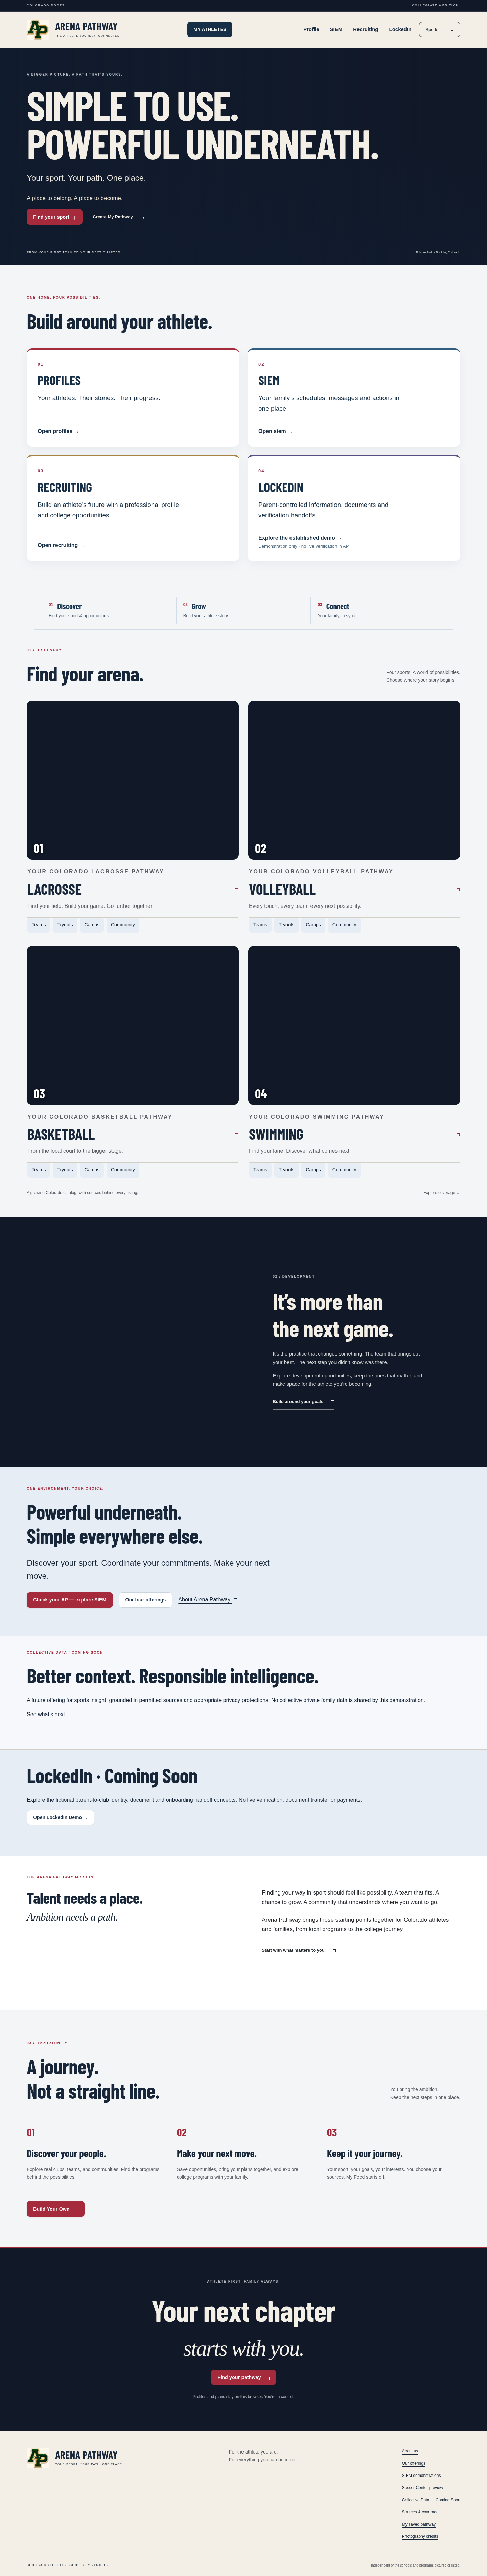 COLORADO ROOTS.
COLLEGIATE AMBITION.
AP
ARENA PATHWAY
THE ATHLETE JOURNEY, CONNECTED.
MY ATHLETES
Profile
SIEM
Recruiting
LockedIn
Sports
A BIGGER PICTURE. A PATH THAT'S YOURS.
SIMPLE TO USE.
POWERFUL UNDERNEATH.
Your sport. Your path. One place.
A place to belong. A place to become.
Find your sport ↓
Create My Pathway →
FROM YOUR FIRST TEAM TO YOUR NEXT CHAPTER.
Folsom Field / Boulder, Colorado
ONE HOME. FOUR POSSIBILITIES.
Build around your athlete.
01
PROFILES
Your athletes. Their stories. Their progress.
Open profiles →
02
SIEM
Your family's schedules, messages and actions in
one place.
Open siem →
03
RECRUITING
Build an athlete's future with a professional profile
and college opportunities.
Open recruiting →
04
LOCKEDIN
Parent-controlled information, documents and
verification handoffs.
Explore the established demo →
Demonstration only · no live verification in AP
01 Discover
Find your sport & opportunities
02 Grow
Build your athlete story
03 Connect
Your family, in sync
01 / DISCOVERY
Find your arena.
Four sports. A world of possibilities.
Choose where your story begins.
01
YOUR COLORADO LACROSSE PATHWAY
LACROSSE
Find your field. Build your game. Go further together.
Teams
Tryouts
Camps
Community
02
YOUR COLORADO VOLLEYBALL PATHWAY
VOLLEYBALL
Every touch, every team, every next possibility.
Teams
Tryouts
Camps
Community
03
YOUR COLORADO BASKETBALL PATHWAY
BASKETBALL
From the local court to the bigger stage.
Teams
Tryouts
Camps
Community
04
YOUR COLORADO SWIMMING PATHWAY
SWIMMING
Find your lane. Discover what comes next.
Teams
Tryouts
Camps
Community
A growing Colorado catalog, with sources behind every listing.
Explore coverage →
02 / DEVELOPMENT
It's more than
the next game.
It's the practice that changes something. The team that brings out
your best. The next step you didn't know was there.
Explore development opportunities, keep the ones that matter, and
make space for the athlete you're becoming.
Build around your goals
ONE ENVIRONMENT. YOUR CHOICE.
Powerful underneath.
Simple everywhere else.
Discover your sport. Coordinate your commitments. Make your next
move.
Check your AP — explore SIEM
Our four offerings
About Arena Pathway
COLLECTIVE DATA / COMING SOON
Better context. Responsible intelligence.
A future offering for sports insight, grounded in permitted sources and appropriate privacy protections. No collective private family data is shared by this demonstration.
See what's next
LockedIn · Coming Soon
Explore the fictional parent-to-club identity, document and onboarding handoff concepts. No live verification, document transfer or payments.
Open LockedIn Demo →
THE ARENA PATHWAY MISSION
Talent needs a place.
Ambition needs a path.
Finding your way in sport should feel like possibility. A team that fits. A
chance to grow. A community that understands where you want to go.
Arena Pathway brings those starting points together for Colorado athletes
and families, from local programs to the college journey.
Start with what matters to you
03 / OPPORTUNITY
A journey.
Not a straight line.
You bring the ambition.
Keep the next steps in one place.
01
Discover your people.
Explore real clubs, teams, and communities. Find the programs
behind the possibilities.
02
Make your next move.
Save opportunities, bring your plans together, and explore
college programs with your family.
03
Keep it your journey.
Your sport, your goals, your interests. You choose your
sources. My Feed starts off.
Build Your Own
ATHLETE FIRST. FAMILY ALWAYS.
Your next chapter
starts with you.
Find your pathway
Profiles and plans stay on this browser. You're in control.
AP
ARENA PATHWAY
YOUR SPORT. YOUR PATH. ONE PLACE.
For the athlete you are.
For everything you can become.
About us
Our offerings
SIEM demonstrations
Soccer Center preview
Collective Data — Coming Soon
Sources & coverage
My saved pathway
Photography credits
BUILT FOR ATHLETES. GUIDED BY FAMILIES.
Independent of the schools and programs pictured or listed.